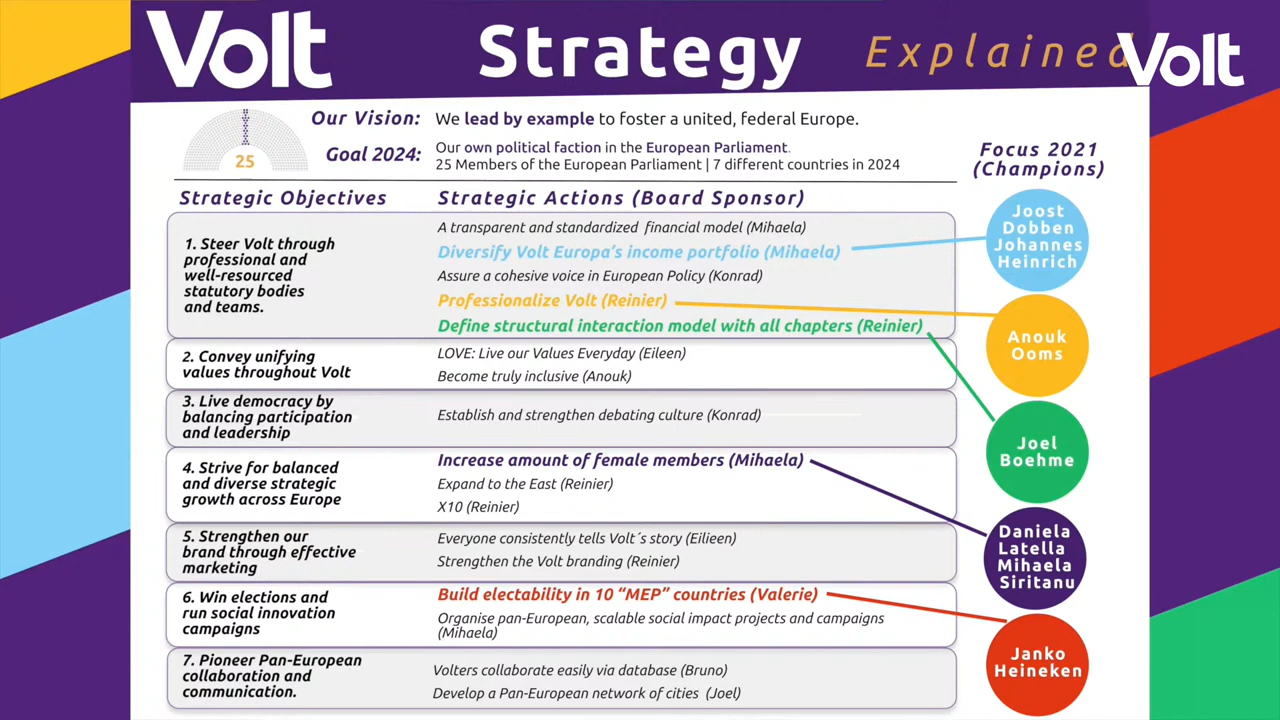 Volt
Strategy
Explained
Volt
25
Our Vision:
We lead by example to foster a united, federal Europe.
Goal 2024:
Our own political faction in the European Parliament.
25 Members of the European Parliament | 7 different countries in 2024
Focus 2021
(Champions)
Strategic Objectives
Strategic Actions (Board Sponsor)
1. Steer Volt through
professional and
well-resourced
statutory bodies
and teams.
A transparent and standardized financial model (Mihaela)
Diversify Volt Europa's income portfolio (Mihaela)
Assure a cohesive voice in European Policy (Konrad)
Professionalize Volt (Reinier)
Define structural interaction model with all chapters (Reinier)
2. Convey unifying
values throughout Volt
LOVE: Live our Values Everyday (Eileen)
Become truly inclusive (Anouk)
3. Live democracy by
balancing participation
and leadership
Establish and strengthen debating culture (Konrad)
4. Strive for balanced
and diverse strategic
growth across Europe
Increase amount of female members (Mihaela)
Expand to the East (Reinier)
X10 (Reinier)
5. Strengthen our
brand through effective
marketing
Everyone consistently tells Volt´s story (Eilieen)
Strengthen the Volt branding (Reinier)
6. Win elections and
run social innovation
campaigns
Build electability in 10 “MEP” countries (Valerie)
Organise pan-European, scalable social impact projects and campaigns
(Mihaela)
7. Pioneer Pan-European
collaboration and
communication.
Volters collaborate easily via database (Bruno)
Develop a Pan-European network of cities (Joel)
Joost
Dobben
Johannes
Heinrich
Anouk
Ooms
Joel
Boehme
Daniela
Latella
Mihaela
Siritanu
Janko
Heineken